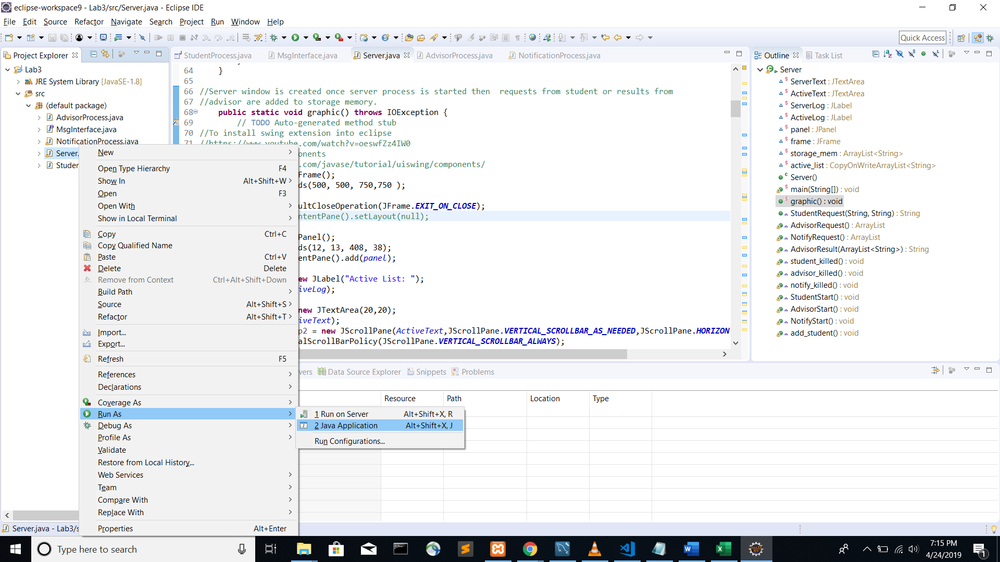 eclipse-workspace9 - Lab3/src/Server.java - Eclipse IDE
File Edit Source Refactor Navigate Search Project Run Window Help
Quick Access
Project Explorer
StudentProcess.java MsgInterface.java Server.java AdvisorProcess.java NotificationProcess.java
Outline Task List
Lab3
JRE System Library [JavaSE-1.8]
src
(default package)
AdvisorProcess.java
MsgInterface.java
NotificationProcess.java
Server.
Studen
64 }
65
66 //Server window is created once server process is started then requests from student or results from
67 //advisor are added to storage memory.
68 public static void graphic() throws IOException {
69 // TODO Auto-generated method stub
70 //To install swing extension into eclipse
71 //https://www.youtube.com/watch?v=oeswfZz4IW0
onents
.com/javase/tutorial/uiswing/components/
Frame();
ds(500, 500, 750,750 );
ultCloseOperation(JFrame.EXIT_ON_CLOSE);
ntentPane().setLayout(null);
Panel();
ds(12, 13, 408, 38);
entPane().add(panel);
ew JLabel("Active List: ");
iveLog);
new JTextArea(20,20);
iveText);
p2 = new JScrollPane(ActiveText,JScrollPane.VERTICAL_SCROLLBAR_AS_NEEDED,JScrollPane.HORIZON
alScrollBarPolicy(JScrollPane.VERTICAL_SCROLLBAR_ALWAYS);
Server
ServerText : JTextArea
ActiveText : JTextArea
ServerLog : JLabel
ActiveLog : JLabel
panel : JPanel
frame : JFrame
storage_mem : ArrayList<String>
active_list : CopyOnWriteArrayList<String>
Server()
main(String[]) : void
graphic() : void
StudentRequest(String, String) : String
AdvisorRequest() : ArrayList
NotifyRequest() : ArrayList
AdvisorResult(ArrayList<String>) : String
student_killed() : void
advisor_killed() : void
notify_killed() : void
StudentStart() : void
AdvisorStart() : void
NotifyStart() : void
add_student() : void
New
Open Type Hierarchy F4
Show In Alt+Shift+W
Open F3
Open With
Show in Local Terminal
Copy Ctrl+C
Copy Qualified Name
Paste Ctrl+V
Delete Delete
Remove from Context Ctrl+Alt+Shift+Down
Build Path
Source Alt+Shift+S
Refactor Alt+Shift+T
Import...
Export...
Refresh F5
References
Declarations
Coverage As
Run As
Debug As
Profile As
Validate
Restore from Local History...
Web Services
Team
Compare With
Replace With
Properties Alt+Enter
1 Run on Server Alt+Shift+X, R
2 Java Application Alt+Shift+X, J
Run Configurations...
vers Data Source Explorer Snippets Problems
Resource Path Location Type
Server.java - Lab3/s
Type here to search
7:15 PM
4/24/2019
1